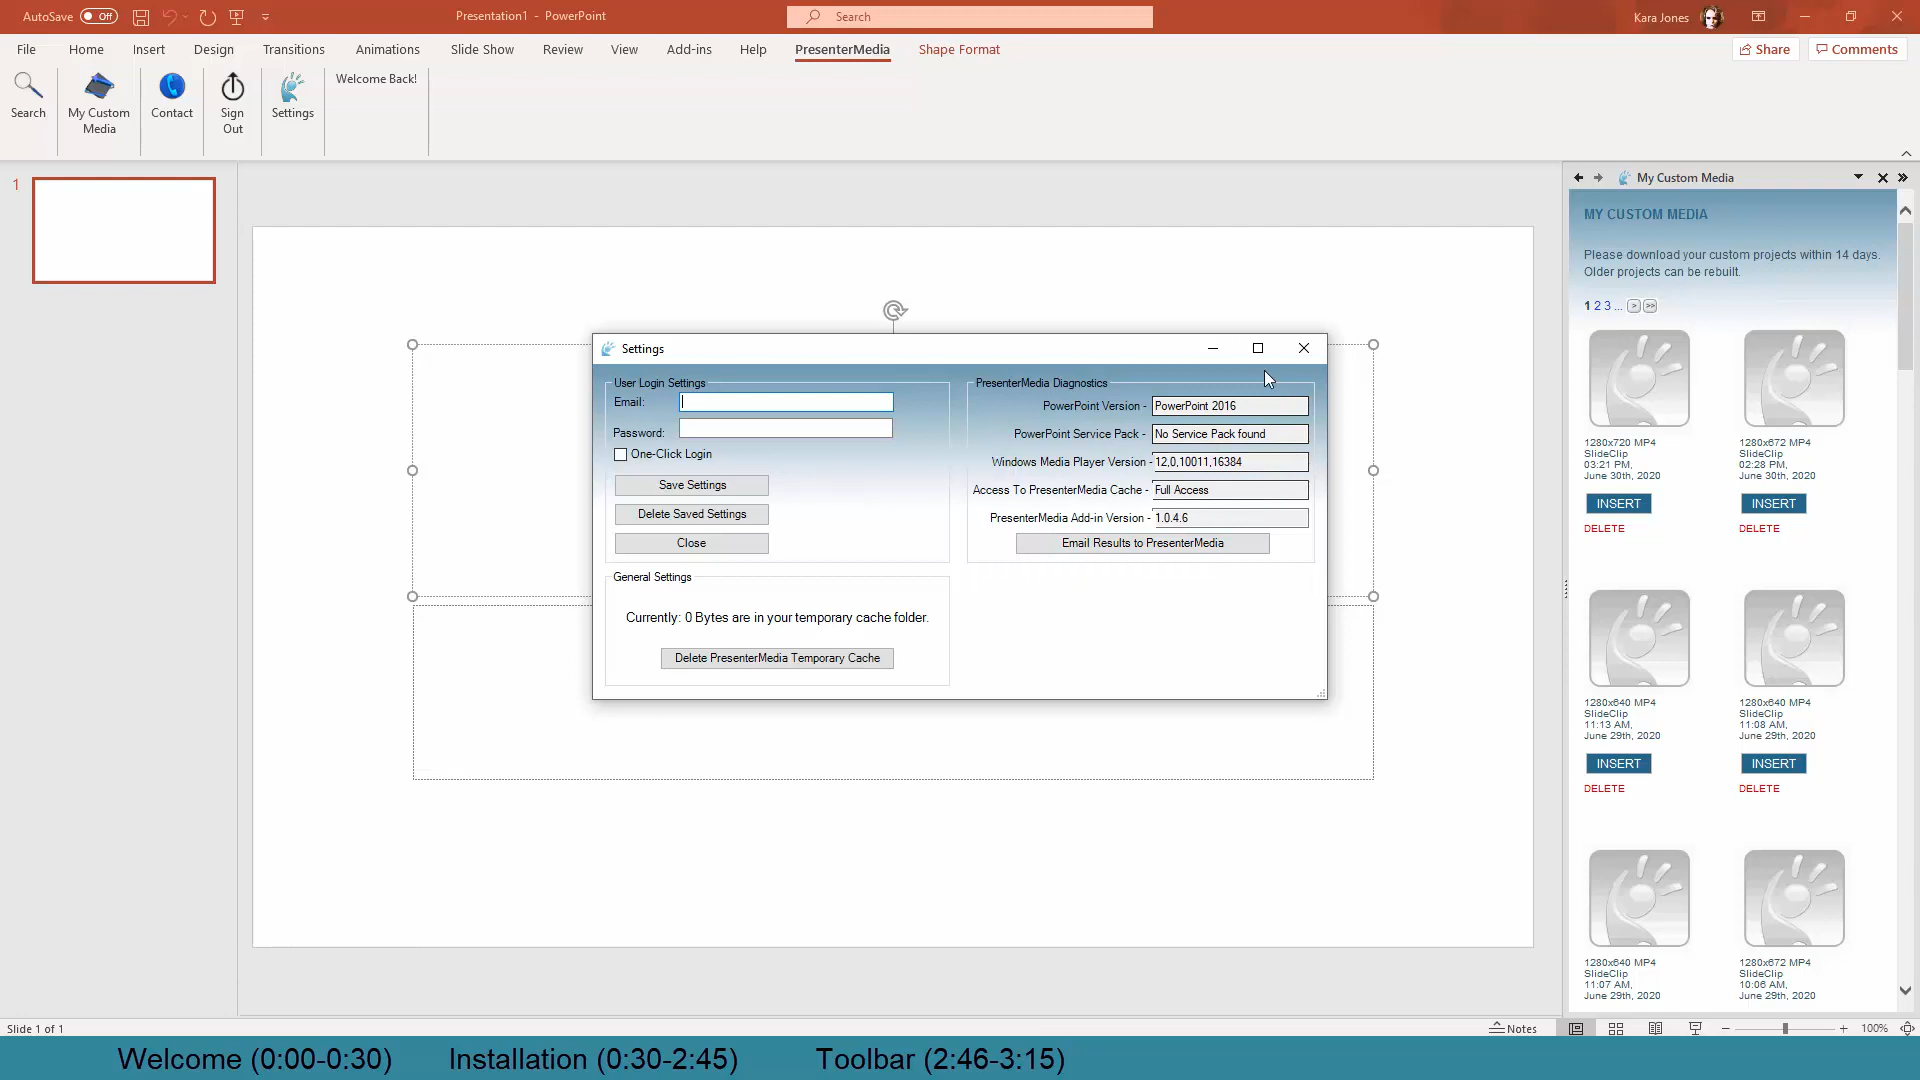 AutoSave Off
Presentation1 - PowerPoint
Search
Kara Jones
File Home Insert Design Transitions Animations Slide Show Review View Add-ins Help PresenterMedia Shape Format
Share Comments
Search
My Custom
Media
Contact
Sign
Out
Settings
Welcome Back!
1
My Custom Media
MY CUSTOM MEDIA
Please download your custom projects within 14 days.
Older projects can be rebuilt.
1 2 3 ... > >>
1280x720 MP4
SlideClip
03:21 PM,
June 30th, 2020
INSERT
DELETE
1280x672 MP4
SlideClip
02:28 PM,
June 30th, 2020
INSERT
DELETE
1280x640 MP4
SlideClip
11:13 AM,
June 29th, 2020
INSERT
DELETE
1280x640 MP4
SlideClip
11:08 AM,
June 29th, 2020
INSERT
DELETE
1280x640 MP4
SlideClip
11:07 AM,
June 29th, 2020
1280x672 MP4
SlideClip
10:06 AM,
June 29th, 2020
Settings
User Login Settings
Email:
Password:
One-Click Login
Save Settings
Delete Saved Settings
Close
General Settings
Currently: 0 Bytes are in your temporary cache folder.
Delete PresenterMedia Temporary Cache
PresenterMedia Diagnostics
PowerPoint Version - PowerPoint 2016
PowerPoint Service Pack - No Service Pack found
Windows Media Player Version - 12,0,10011,16384
Access To PresenterMedia Cache - Full Access
PresenterMedia Add-in Version - 1.0.4.6
Email Results to PresenterMedia
Slide 1 of 1
Notes
100%
Welcome (0:00-0:30) Installation (0:30-2:45) Toolbar (2:46-3:15)